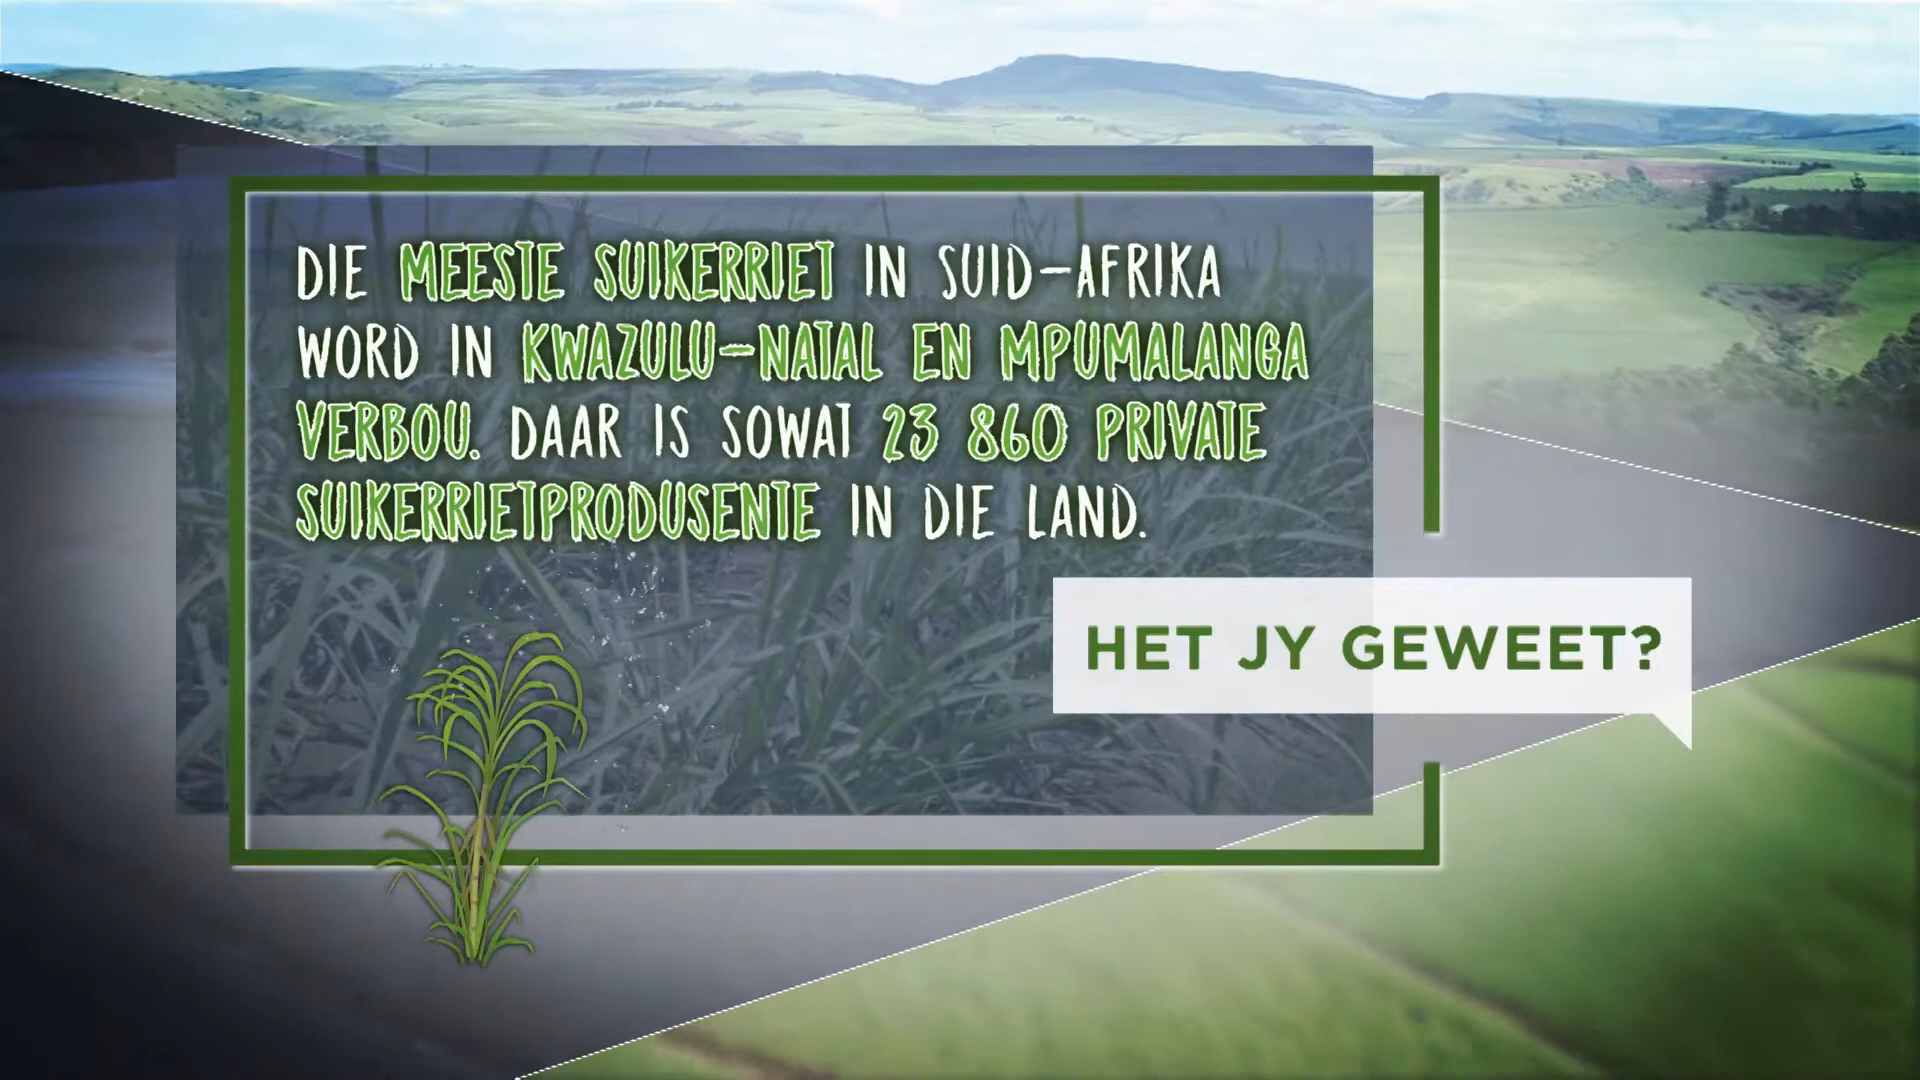 DIE MEESTE SUIKERRIET IN SUID-AFRIKA
WORD IN KWAZULU-NATAL EN MPUMALANGA
VERBOU. DAAR IS SOWAT 23 860 PRIVATE
SUIKERRIETPRODUSENTE IN DIE LAND.
HET JY GEWEET?